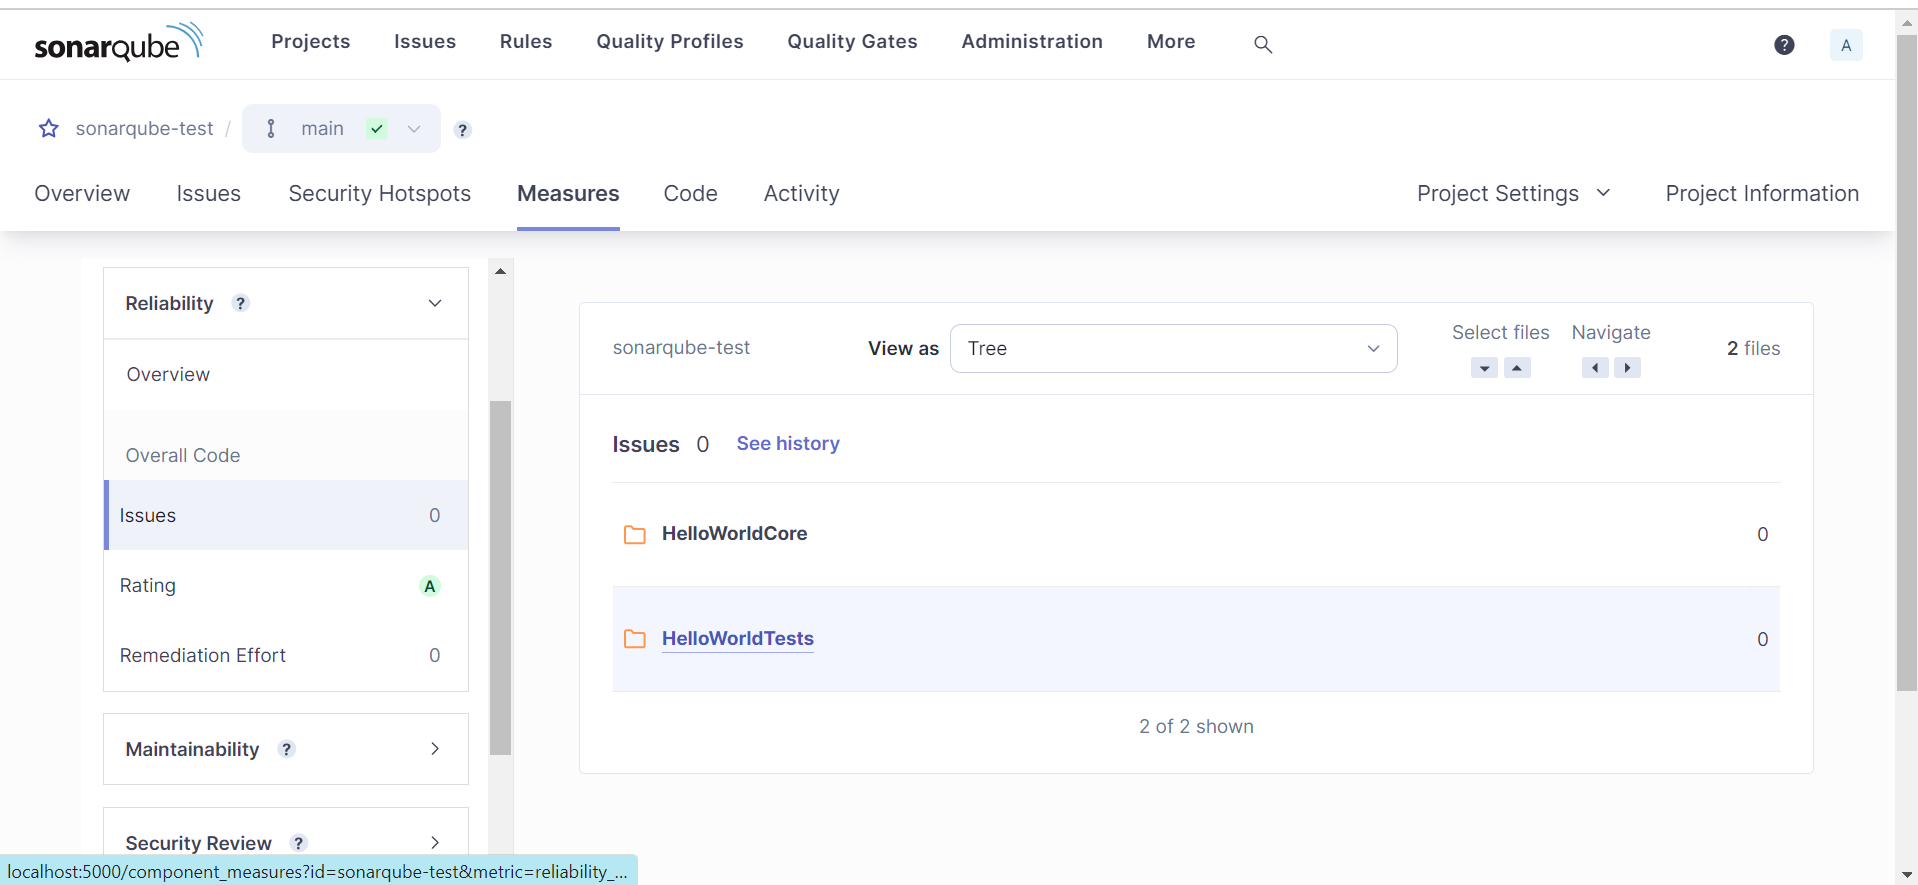 sonarqube Projects Issues Rules Quality Profiles Quality Gates Administration More ? A
sonarqube-test / main ?
Overview Issues Security Hotspots Measures Code Activity Project Settings Project Information
Reliability ?
Overview
Overall Code
Issues 0
Rating A
Remediation Effort 0
Maintainability ?
Security Review ?
sonarqube-test View as Tree Select files Navigate 2 files
Issues 0 See history
HelloWorldCore 0
HelloWorldTests 0
2 of 2 shown
localhost:5000/component_measures?id=sonarqube-test&metric=reliability_...